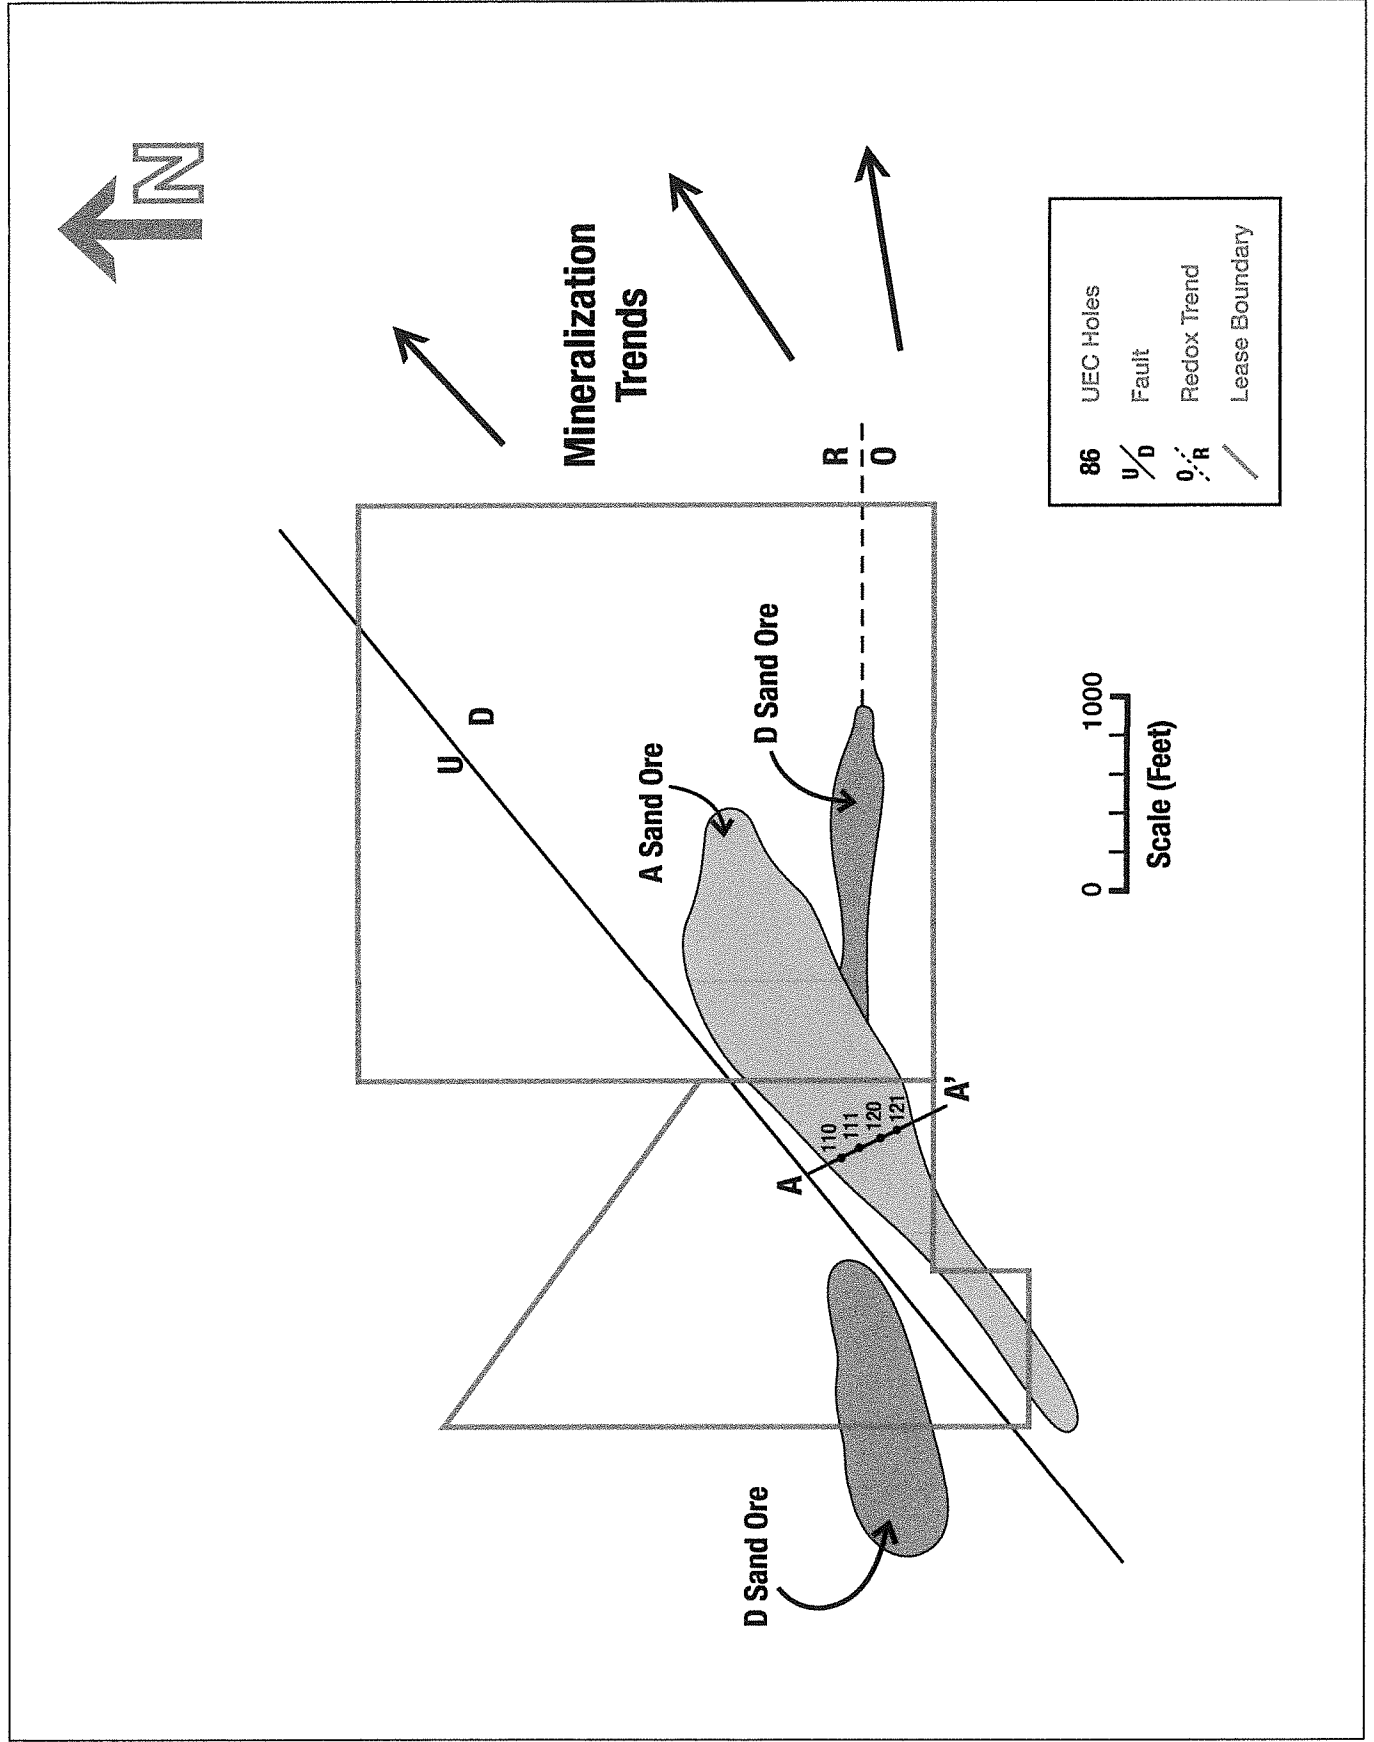 N
Mineralization
Trends
U
D
A Sand Ore
D Sand Ore
R
O
A
110
111
120
121
A'
D Sand Ore
0
1000
Scale (Feet)
86 UEC Holes
U/D Fault
O/R Redox Trend
Lease Boundary